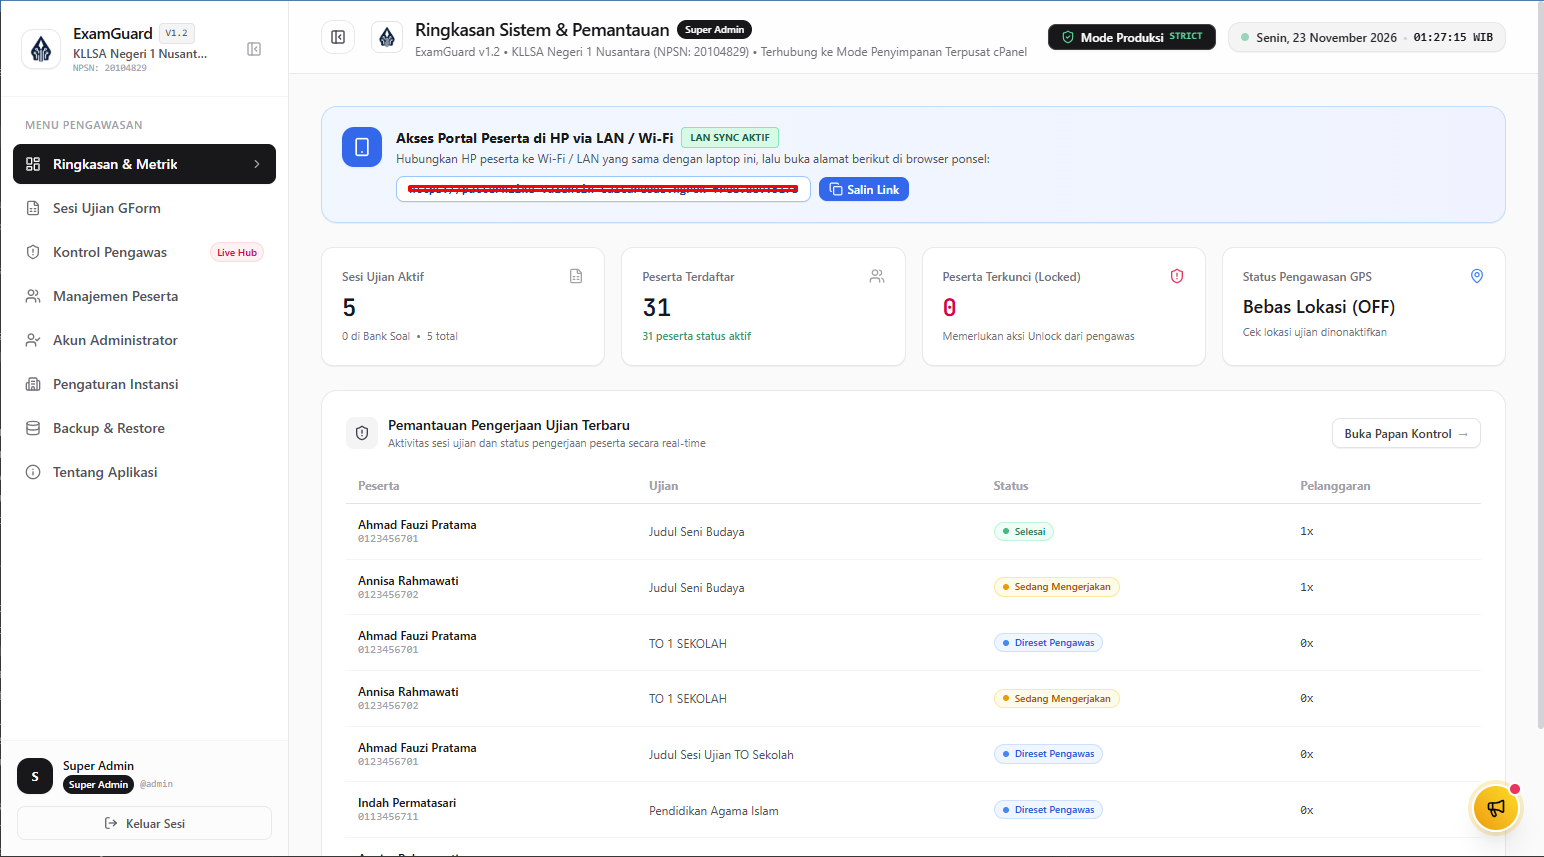 ExamGuard V1.2
KLLSA Negeri 1 Nusant...
NPSN: 20104829
MENU PENGAWASAN
Ringkasan & Metrik
Sesi Ujian GForm
Kontrol Pengawas Live Hub
Manajemen Peserta
Akun Administrator
Pengaturan Instansi
Backup & Restore
Tentang Aplikasi
S
Super Admin
Super Admin @admin
Keluar Sesi
Ringkasan Sistem & Pemantauan Super Admin
ExamGuard v1.2 • KLLSA Negeri 1 Nusantara (NPSN: 20104829) • Terhubung ke Mode Penyimpanan Terpusat cPanel
Mode Produksi STRICT
Senin, 23 November 2026 • 01:27:15 WIB
Akses Portal Peserta di HP via LAN / Wi-Fi LAN SYNC AKTIF
Hubungkan HP peserta ke Wi-Fi / LAN yang sama dengan laptop ini, lalu buka alamat berikut di browser ponsel:
Salin Link
Sesi Ujian Aktif
5
0 di Bank Soal • 5 total
Peserta Terdaftar
31
31 peserta status aktif
Peserta Terkunci (Locked)
0
Memerlukan aksi Unlock dari pengawas
Status Pengawasan GPS
Bebas Lokasi (OFF)
Cek lokasi ujian dinonaktifkan
Pemantauan Pengerjaan Ujian Terbaru
Aktivitas sesi ujian dan status pengerjaan peserta secara real-time
Buka Papan Kontrol →
Peserta Ujian Status Pelanggaran
Ahmad Fauzi Pratama
0123456701
Judul Seni Budaya Selesai 1x
Annisa Rahmawati
0123456702
Judul Seni Budaya Sedang Mengerjakan 1x
Ahmad Fauzi Pratama
0123456701
TO 1 SEKOLAH Direset Pengawas 0x
Annisa Rahmawati
0123456702
TO 1 SEKOLAH Sedang Mengerjakan 0x
Ahmad Fauzi Pratama
0123456701
Judul Sesi Ujian TO Sekolah Direset Pengawas 0x
Indah Permatasari
0113456711
Pendidikan Agama Islam Direset Pengawas 0x